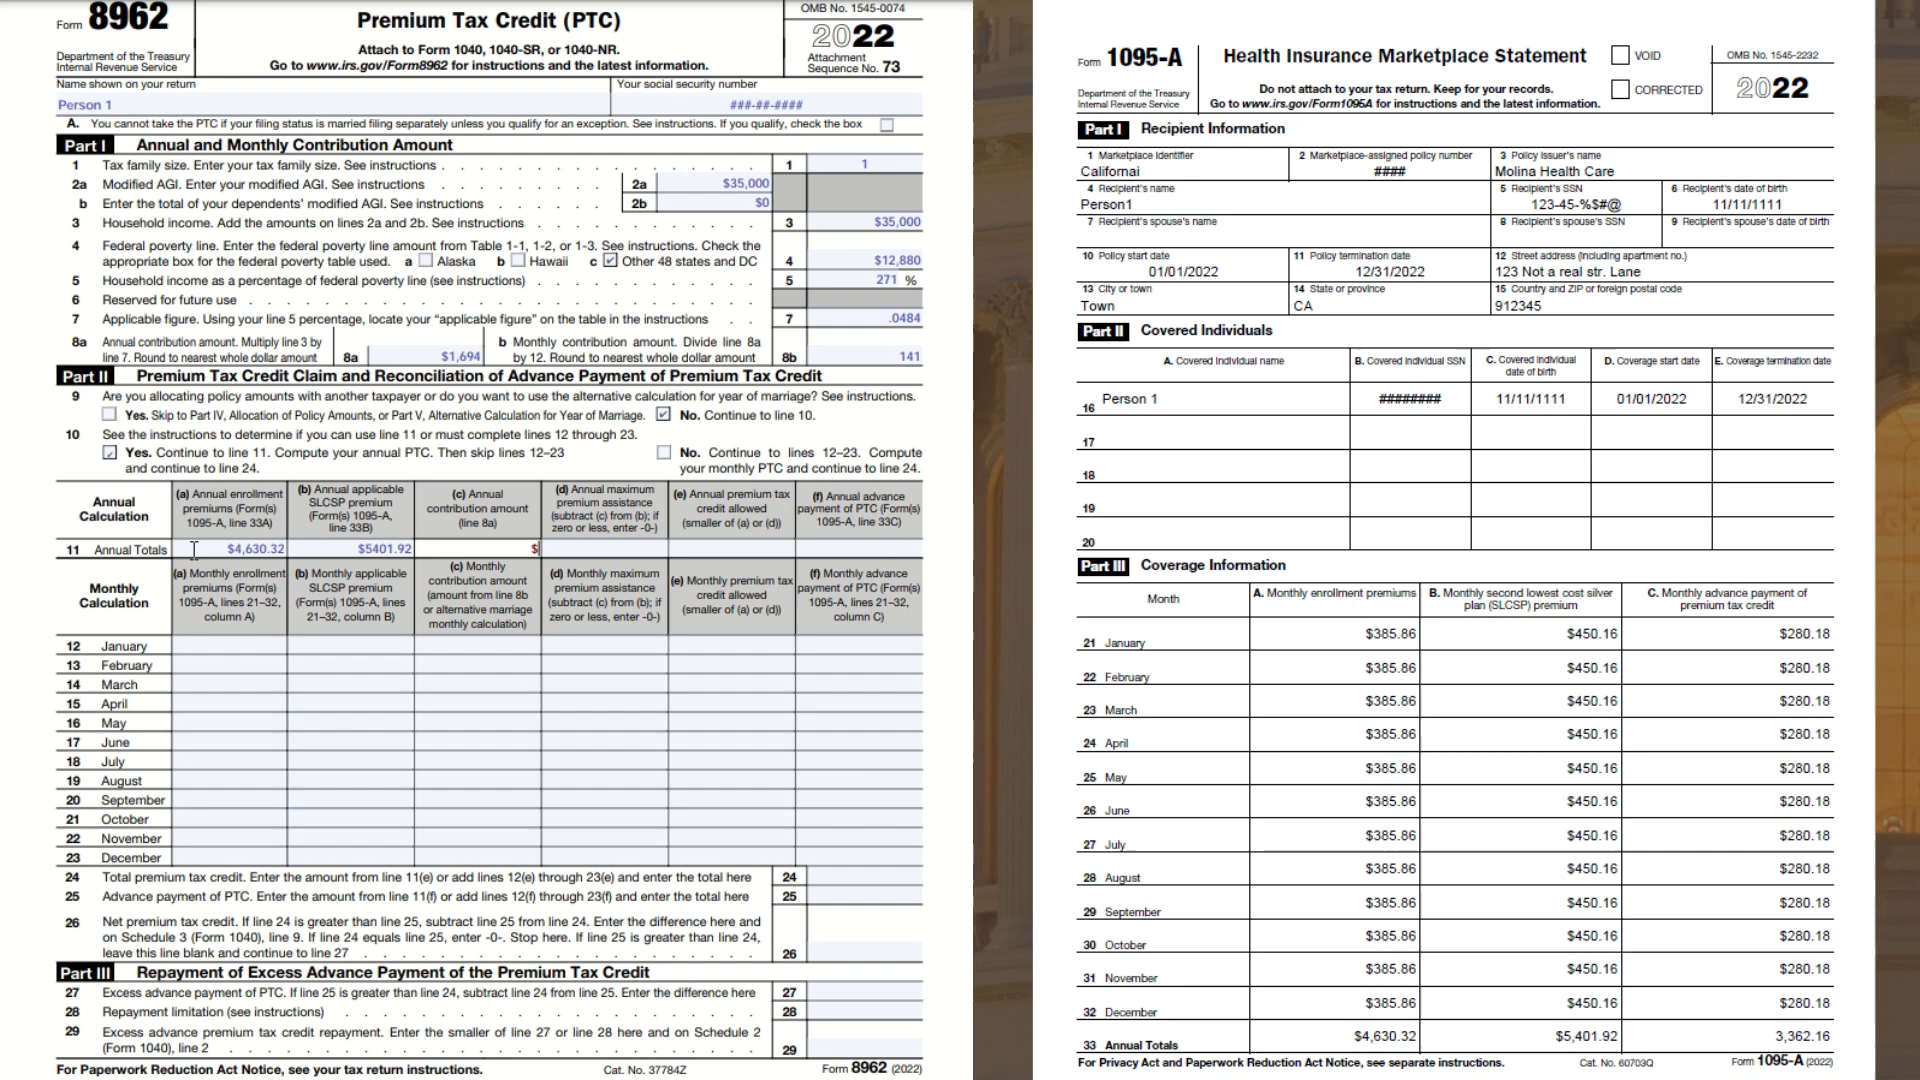 Form 8962
Department of the Treasury
Internal Revenue Service
Premium Tax Credit (PTC)
Attach to Form 1040, 1040-SR, or 1040-NR.
Go to www.irs.gov/Form8962 for instructions and the latest information.
OMB No. 1545-0074
2022
Attachment
Sequence No. 73
Name shown on your return
Your social security number
Person 1
###-##-####
A. You cannot take the PTC if your filing status is married filing separately unless you qualify for an exception. See instructions. If you qualify, check the box
Part I Annual and Monthly Contribution Amount
1 Tax family size. Enter your tax family size. See instructions . . . . . . . . . . . . . . . 1 1
2a Modified AGI. Enter your modified AGI. See instructions . . . . . . . . 2a $35,000
b Enter the total of your dependents' modified AGI. See instructions . . . . . . 2b $0
3 Household income. Add the amounts on lines 2a and 2b. See instructions . . . . . . . . . . . 3 $35,000
4 Federal poverty line. Enter the federal poverty line amount from Table 1-1, 1-2, or 1-3. See instructions. Check the
appropriate box for the federal poverty table used. a Alaska b Hawaii c Other 48 states and DC 4 $12,880
5 Household income as a percentage of federal poverty line (see instructions) . . . . . . . . . . 5 271 %
6 Reserved for future use . . . . . . . . . . . . . . . . . . . . . . . .
7 Applicable figure. Using your line 5 percentage, locate your "applicable figure" on the table in the instructions . . 7 .0484
8a Annual contribution amount. Multiply line 3 by
line 7. Round to nearest whole dollar amount 8a $1,694
b Monthly contribution amount. Divide line 8a
by 12. Round to nearest whole dollar amount 8b 141
Part II Premium Tax Credit Claim and Reconciliation of Advance Payment of Premium Tax Credit
9 Are you allocating policy amounts with another taxpayer or do you want to use the alternative calculation for year of marriage? See instructions.
Yes. Skip to Part IV, Allocation of Policy Amounts, or Part V, Alternative Calculation for Year of Marriage. No. Continue to line 10.
10 See the instructions to determine if you can use line 11 or must complete lines 12 through 23.
Yes. Continue to line 11. Compute your annual PTC. Then skip lines 12–23
and continue to line 24.
No. Continue to lines 12–23. Compute
your monthly PTC and continue to line 24.
Annual
Calculation
(a) Annual enrollment
premiums (Form(s)
1095-A, line 33A)
(b) Annual applicable
SLCSP premium
(Form(s) 1095-A,
line 33B)
(c) Annual
contribution amount
(line 8a)
(d) Annual maximum
premium assistance
(subtract (c) from (b); if
zero or less, enter -0-)
(e) Annual premium tax
credit allowed
(smaller of (a) or (d))
(f) Annual advance
payment of PTC (Form(s)
1095-A, line 33C)
11 Annual Totals $4,630.32 $5401.92 $
Monthly
Calculation
(a) Monthly enrollment
premiums (Form(s)
1095-A, lines 21–32,
column A)
(b) Monthly applicable
SLCSP premium
(Form(s) 1095-A, lines
21–32, column B)
(c) Monthly
contribution amount
(amount from line 8b
or alternative marriage
monthly calculation)
(d) Monthly maximum
premium assistance
(subtract (c) from (b); if
zero or less, enter -0-)
(e) Monthly premium tax
credit allowed
(smaller of (a) or (d))
(f) Monthly advance
payment of PTC (Form(s)
1095-A, lines 21–32,
column C)
12 January
13 February
14 March
15 April
16 May
17 June
18 July
19 August
20 September
21 October
22 November
23 December
24 Total premium tax credit. Enter the amount from line 11(e) or add lines 12(e) through 23(e) and enter the total here 24
25 Advance payment of PTC. Enter the amount from line 11(f) or add lines 12(f) through 23(f) and enter the total here 25
26 Net premium tax credit. If line 24 is greater than line 25, subtract line 25 from line 24. Enter the difference here and
on Schedule 3 (Form 1040), line 9. If line 24 equals line 25, enter -0-. Stop here. If line 25 is greater than line 24,
leave this line blank and continue to line 27 . . . . . . . . . . . . . . . . . . . 26
Part III Repayment of Excess Advance Payment of the Premium Tax Credit
27 Excess advance payment of PTC. If line 25 is greater than line 24, subtract line 24 from line 25. Enter the difference here 27
28 Repayment limitation (see instructions) . . . . . . . . . . . . . . . . . . . . 28
29 Excess advance premium tax credit repayment. Enter the smaller of line 27 or line 28 here and on Schedule 2
(Form 1040), line 2 . . . . . . . . . . . . . . . . . . . . . . . . . 29
For Paperwork Reduction Act Notice, see your tax return instructions. Cat. No. 37784Z Form 8962 (2022)
Form 1095-A
Department of the Treasury
Internal Revenue Service
Health Insurance Marketplace Statement
Do not attach to your tax return. Keep for your records.
Go to www.irs.gov/Form1095A for instructions and the latest information.
VOID
CORRECTED
OMB No. 1545-2232
2022
Part I Recipient Information
1 Marketplace identifier
Californai
2 Marketplace-assigned policy number
####
3 Policy issuer's name
Molina Health Care
4 Recipient's name
Person1
5 Recipient's SSN
123-45-%$#@
6 Recipient's date of birth
11/11/1111
7 Recipient's spouse's name
8 Recipient's spouse's SSN
9 Recipient's spouse's date of birth
10 Policy start date
01/01/2022
11 Policy termination date
12/31/2022
12 Street address (including apartment no.)
123 Not a real str. Lane
13 City or town
Town
14 State or province
CA
15 Country and ZIP or foreign postal code
912345
Part II Covered Individuals
A. Covered individual name
B. Covered individual SSN
C. Covered individual
date of birth
D. Coverage start date
E. Coverage termination date
16 Person 1 ######## 11/11/1111 01/01/2022 12/31/2022
17
18
19
20
Part III Coverage Information
Month
A. Monthly enrollment premiums
B. Monthly second lowest cost silver
plan (SLCSP) premium
C. Monthly advance payment of
premium tax credit
21 January $385.86 $450.16 $280.18
22 February $385.86 $450.16 $280.18
23 March $385.86 $450.16 $280.18
24 April $385.86 $450.16 $280.18
25 May $385.86 $450.16 $280.18
26 June $385.86 $450.16 $280.18
27 July $385.86 $450.16 $280.18
28 August $385.86 $450.16 $280.18
29 September $385.86 $450.16 $280.18
30 October $385.86 $450.16 $280.18
31 November $385.86 $450.16 $280.18
32 December $385.86 $450.16 $280.18
33 Annual Totals $4,630.32 $5,401.92 3,362.16
For Privacy Act and Paperwork Reduction Act Notice, see separate instructions. Cat. No. 60703Q Form 1095-A (2022)